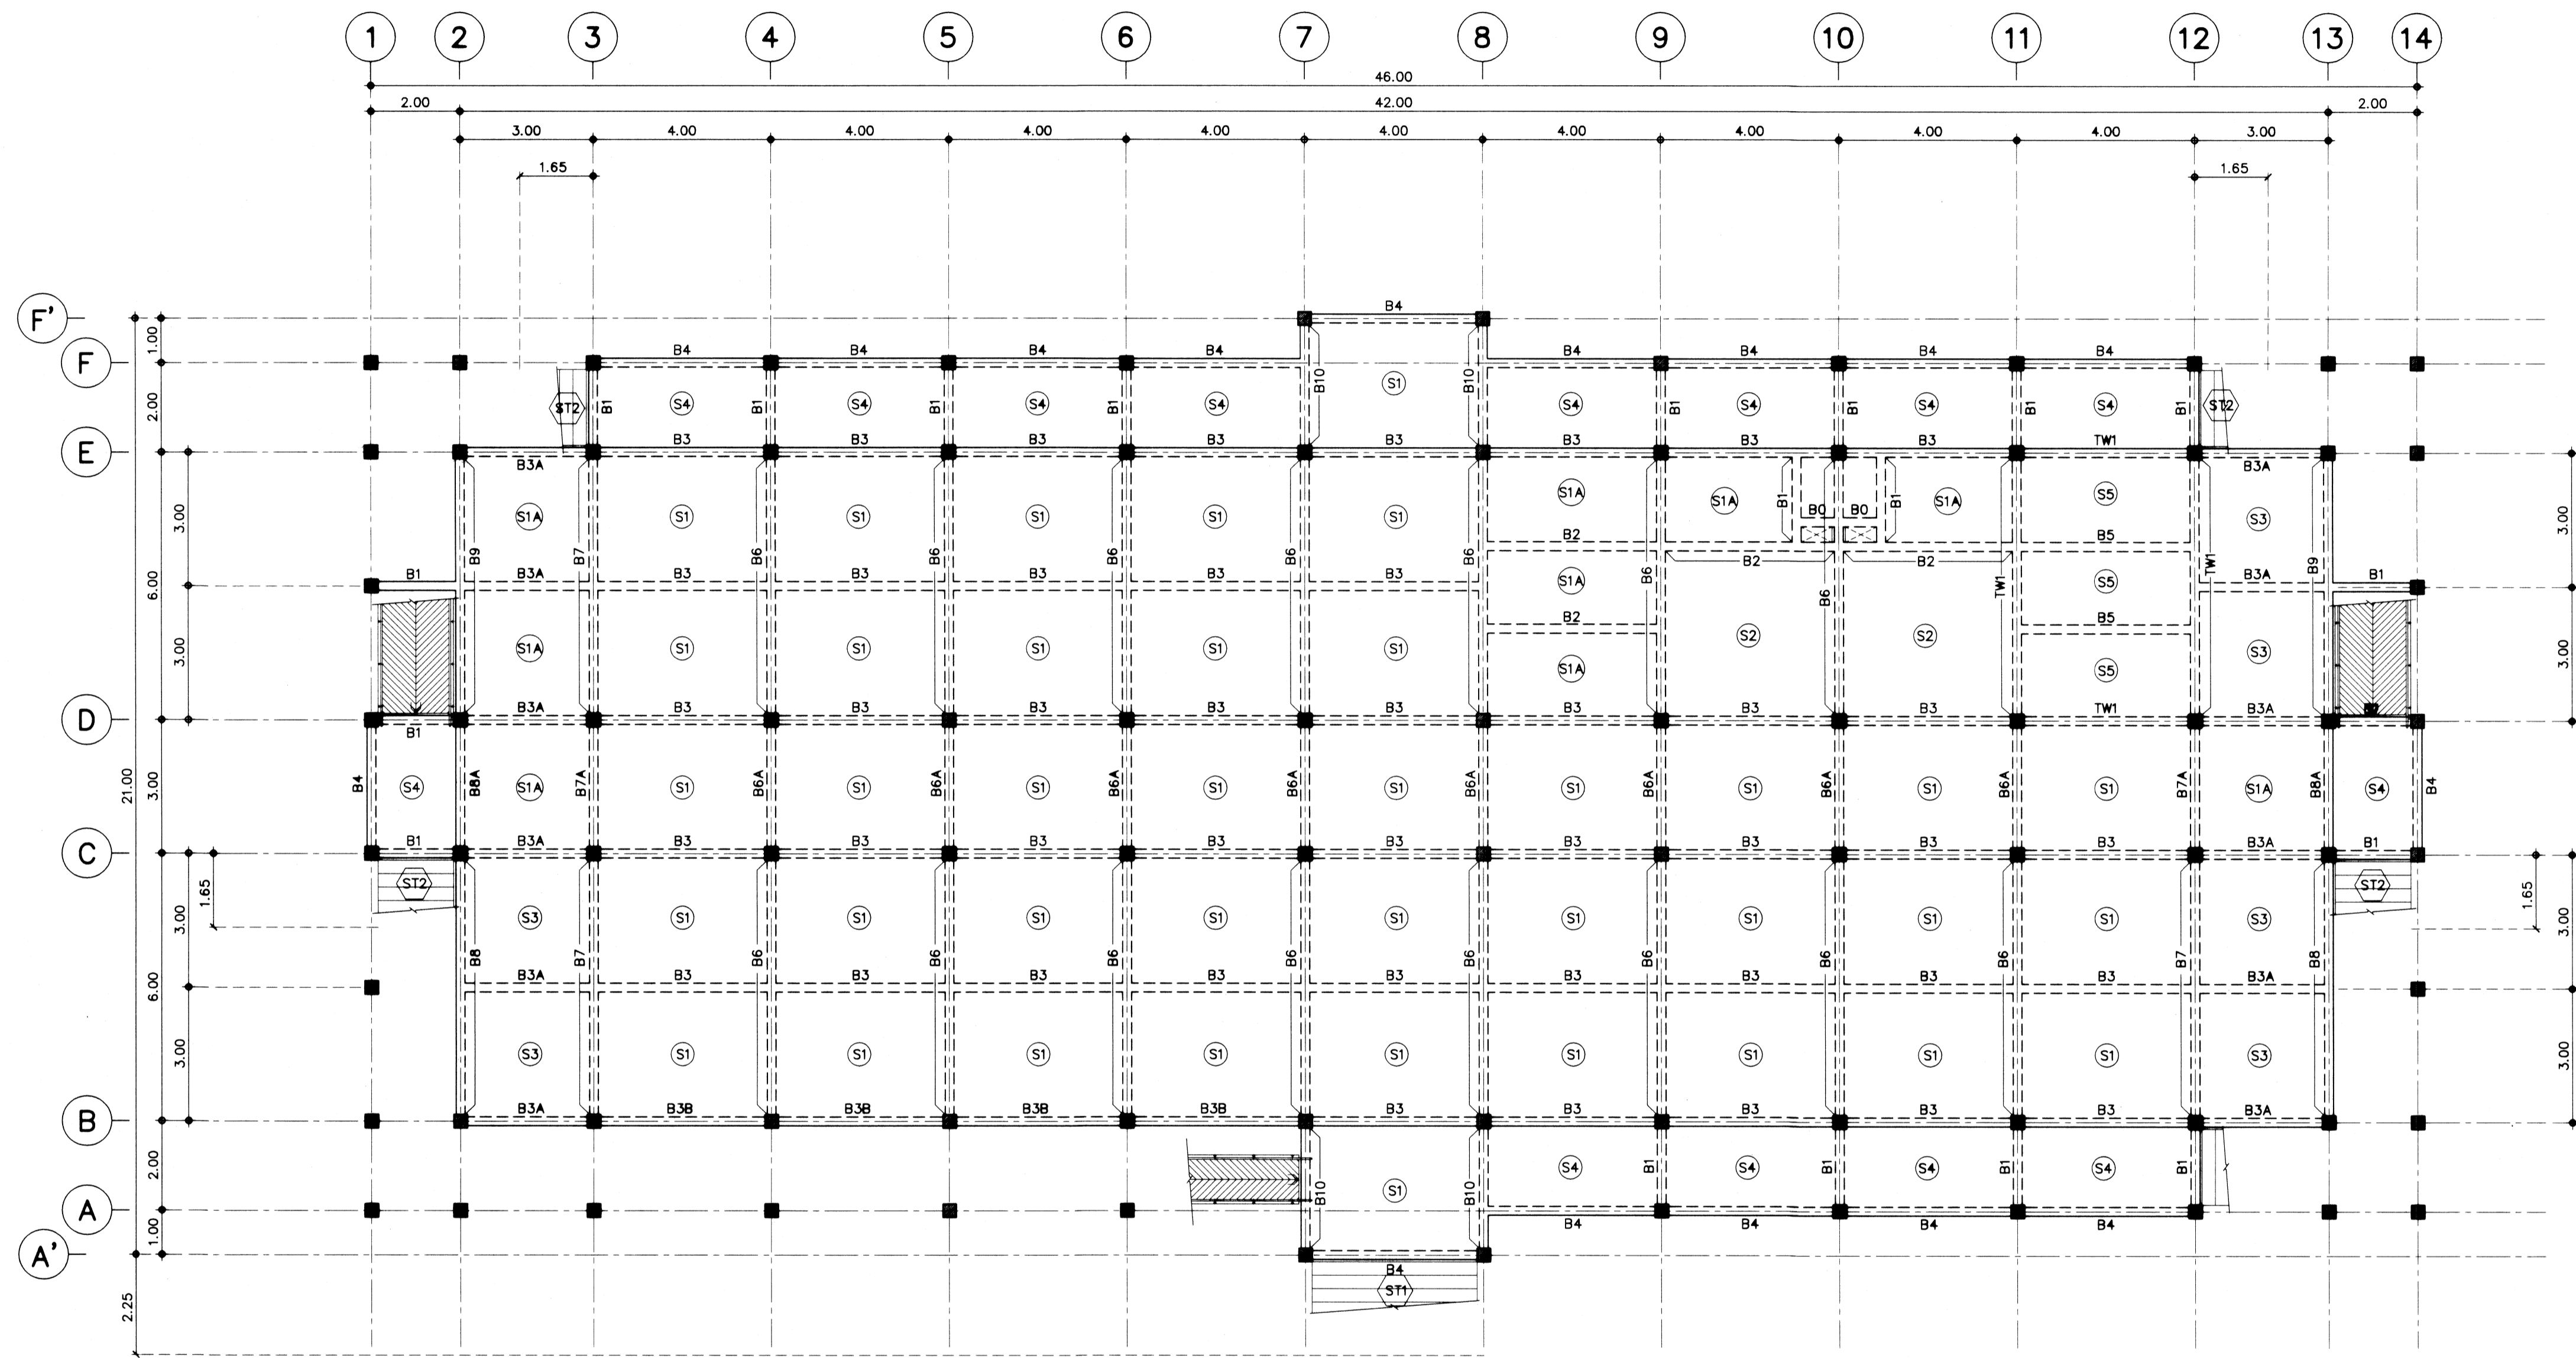 1 2 3 4 5 6 7 8 9 10 11 12 13 14
46.00
2.00 42.00 2.00
3.00 4.00 4.00 4.00 4.00 4.00 4.00 4.00 4.00 4.00 3.00
1.65 1.65
F' B4
1.00
F B4 B4 B4 B4 B4 B4 B4 B4
B10 B10 S1
2.00 ST2 B1 S4 B1 S4 B1 S4 B1 S4 S4 B1 S4 B1 S4 B1 S4 B1 ST2
E B3 B3 B3 B3 B3 B3 B3 B3 TW1
B3A B3A
3.00 S1A S1 S1 S1 S1 S1 S1A S1A S1A S5 S3 3.00
B1 B0 B0 B1
B2 B5
B9 B7 B6 B6 B6 B6 B6 B6 B2 B2 TW1 B9
6.00 B1 B3A B3 B3 B3 B3 B3 S1A B6 TW1 S5 B3A B1
B2 B5
3.00 S1A S1 S1 S1 S1 S1 S1A S2 S2 S5 S3 3.00
D B3A B3 B3 B3 B3 B3 B3 B3 B3 TW1 B3A
B1
21.00 3.00 B4 S4 B8A S1A B7A S1 B6A S1 B6A S1 B6A S1 B6A S1 B6A S1 B6A S1 B6A S1 B6A S1 B7A S1A B8A S4 B4
C B1 B3A B3 B3 B3 B3 B3 B3 B3 B3 B3 B3A B1
ST2 ST2
1.65 3.00 S3 S1 S1 S1 S1 S1 S1 S1 S1 S1 S3 1.65 3.00
B8 B7 B6 B6 B6 B6 B6 B6 B6 B6 B7 B8
6.00 B3A B3 B3 B3 B3 B3 B3 B3 B3 B3 B3A
3.00 S3 S1 S1 S1 S1 S1 S1 S1 S1 S1 S3 3.00
B B3A B3B B3B B3B B3B B3 B3 B3 B3 B3 B3A
2.00 S4 B1 S4 B1 S4 B1 S4 B1
B10 S1 B10
A B4 B4 B4 B4
1.00
A'
B4
ST1
2.25